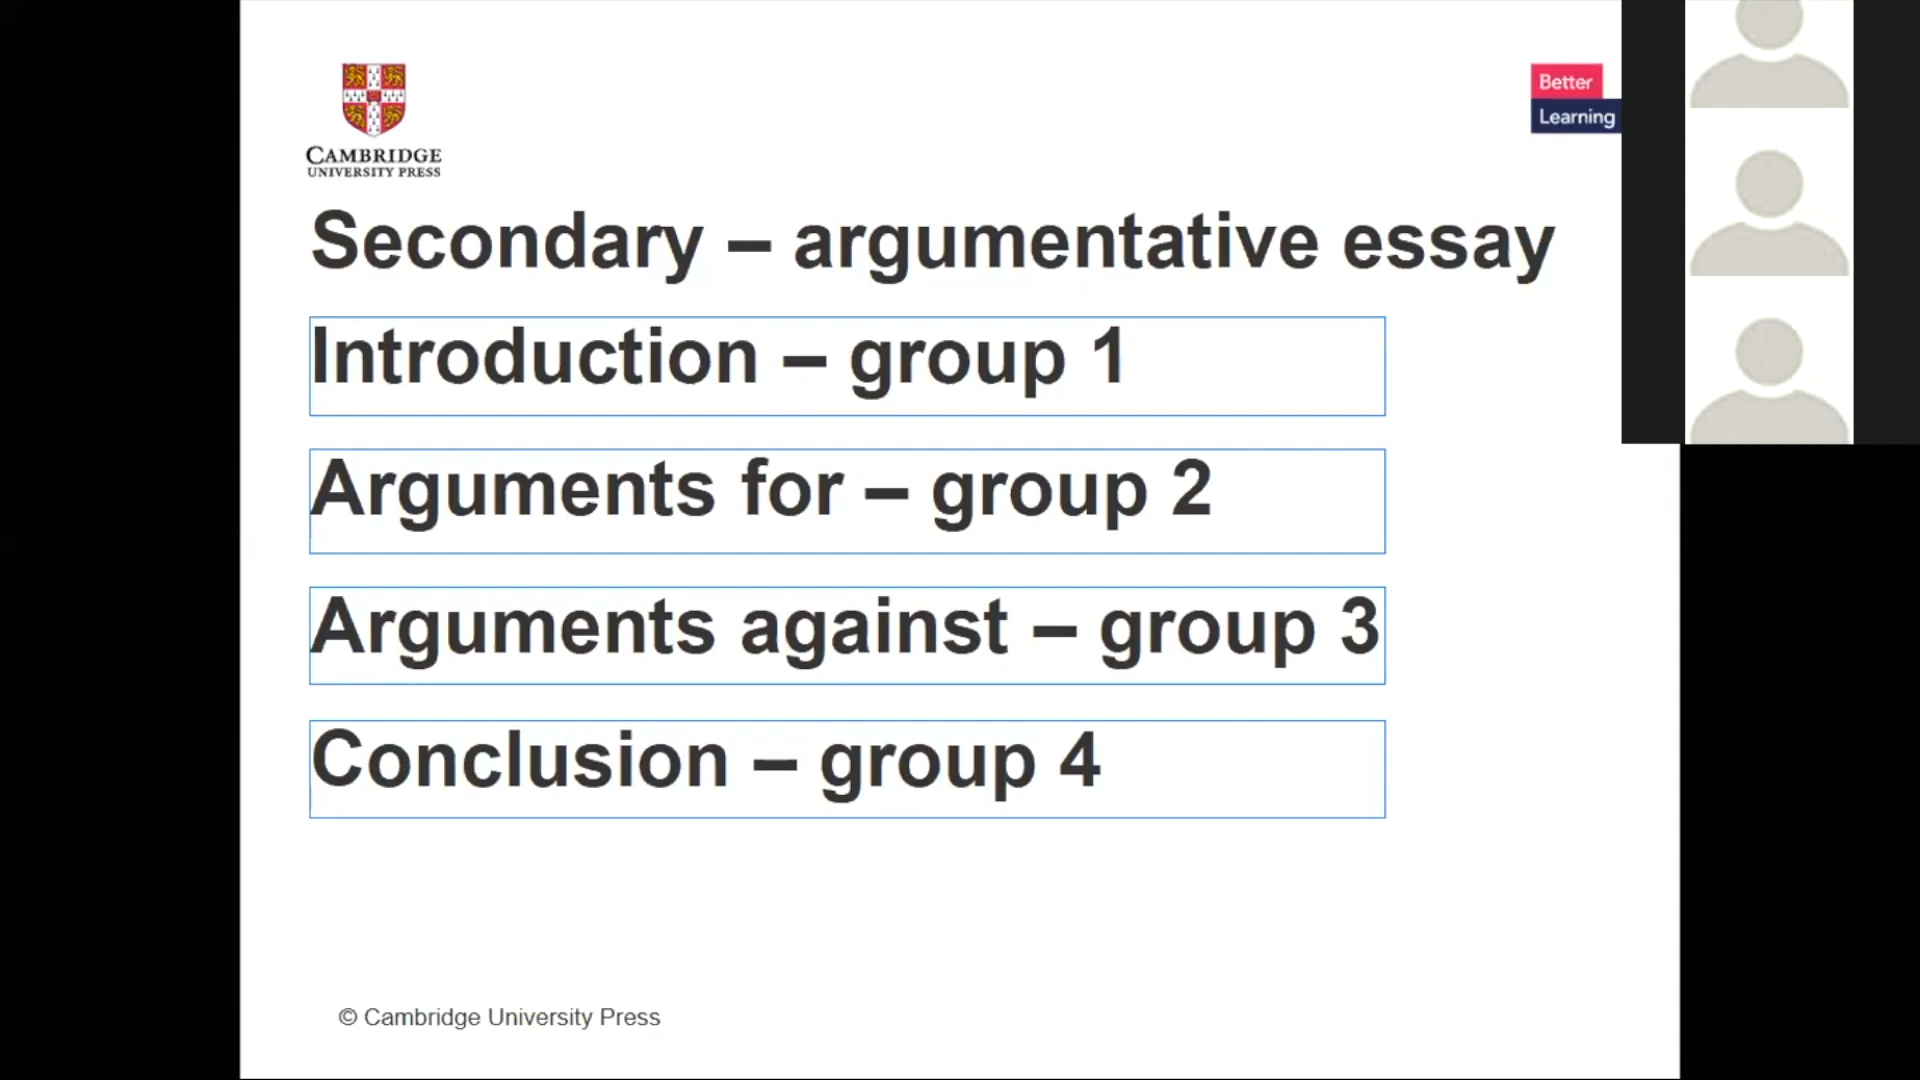 CAMBRIDGE
UNIVERSITY PRESS
Better
Learning
Secondary – argumentative essay
Introduction – group 1
Arguments for – group 2
Arguments against – group 3
Conclusion – group 4
© Cambridge University Press